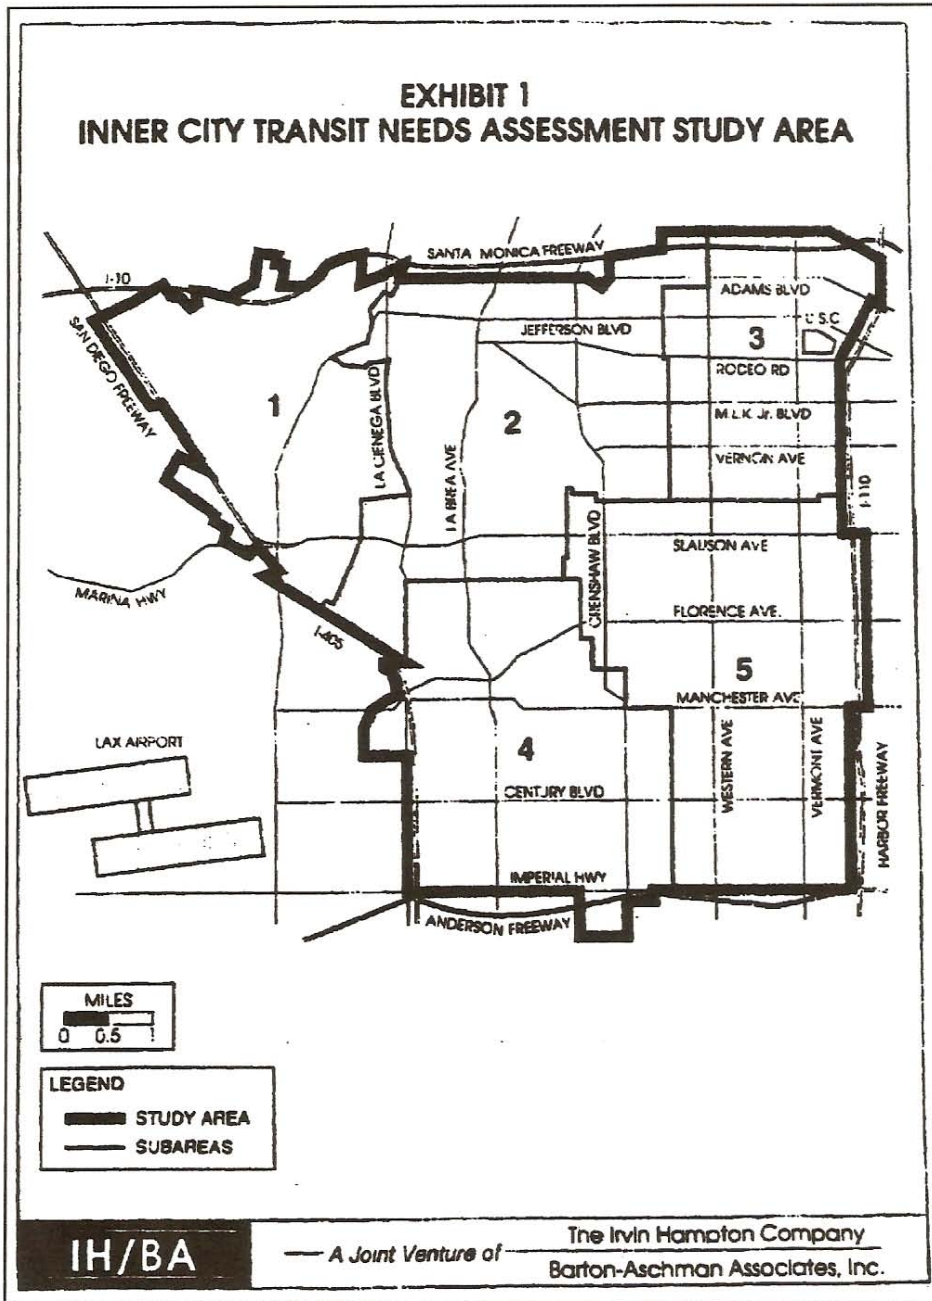 EXHIBIT 1
INNER CITY TRANSIT NEEDS ASSESSMENT STUDY AREA
SANTA MONICA FREEWAY
I-10
ADAMS BLVD
U S.C
JEFFERSON BLVD
3
SAN DIEGO FREEWAY
RODEO RD
1
2
M.L.K. Jr. BLVD
LA CIENEGA BLVD
LA BREA AVE
VERNON AVE
I-110
CRENSHAW BLVD
SLAUSON AVE
MARINA HWY
FLORENCE AVE.
I-405
5
MANCHESTER AVE
LAX AIRPORT
4
WESTERN AVE
VERMONT AVE
HARBOR FREEWAY
CENTURY BLVD
IMPERIAL HWY
ANDERSON FREEWAY
MILES
0 0.5 1
LEGEND
STUDY AREA
SUBAREAS
IH/BA
A Joint Venture of
The Irvin Hampton Company
Barton-Aschman Associates, Inc.